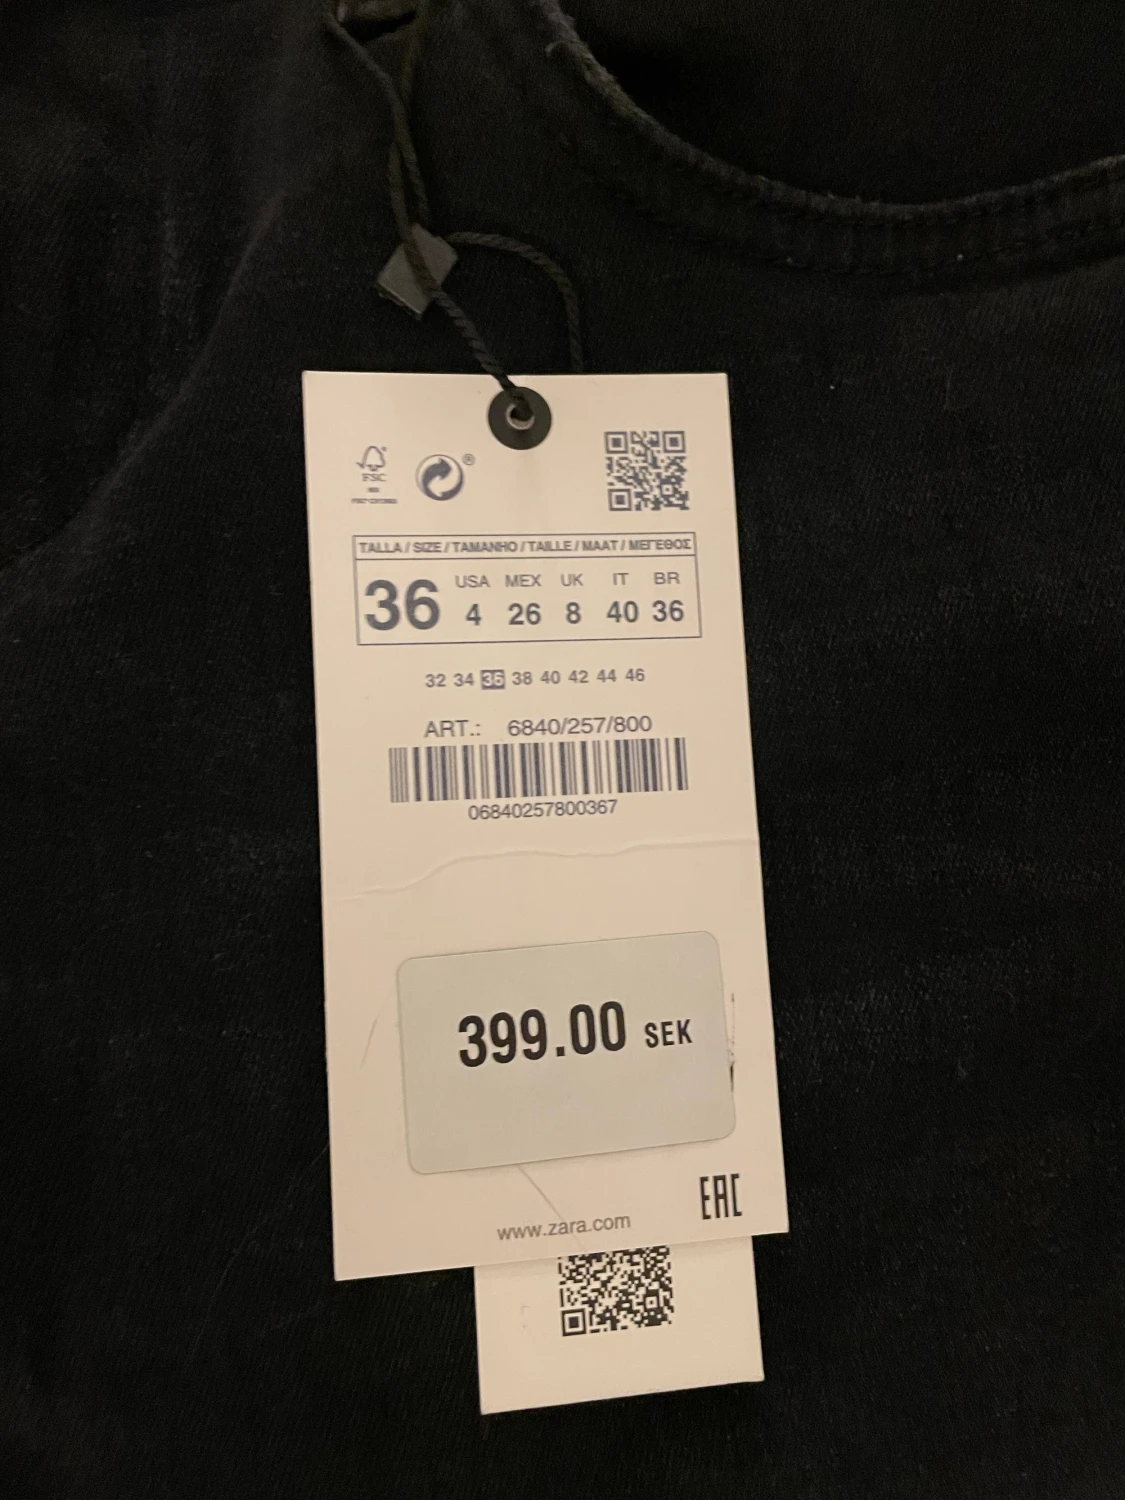 FSC
®
TALLA / SIZE / TAMANHO / TAILLE / MAAT / ΜΕΓΕΘΟΣ
USA MEX UK IT BR
36 4 26 8 40 36
32 34 36 38 40 42 44 46
ART.: 6840/257/800
06840257800367
399.00 SEK
EAC
www.zara.com